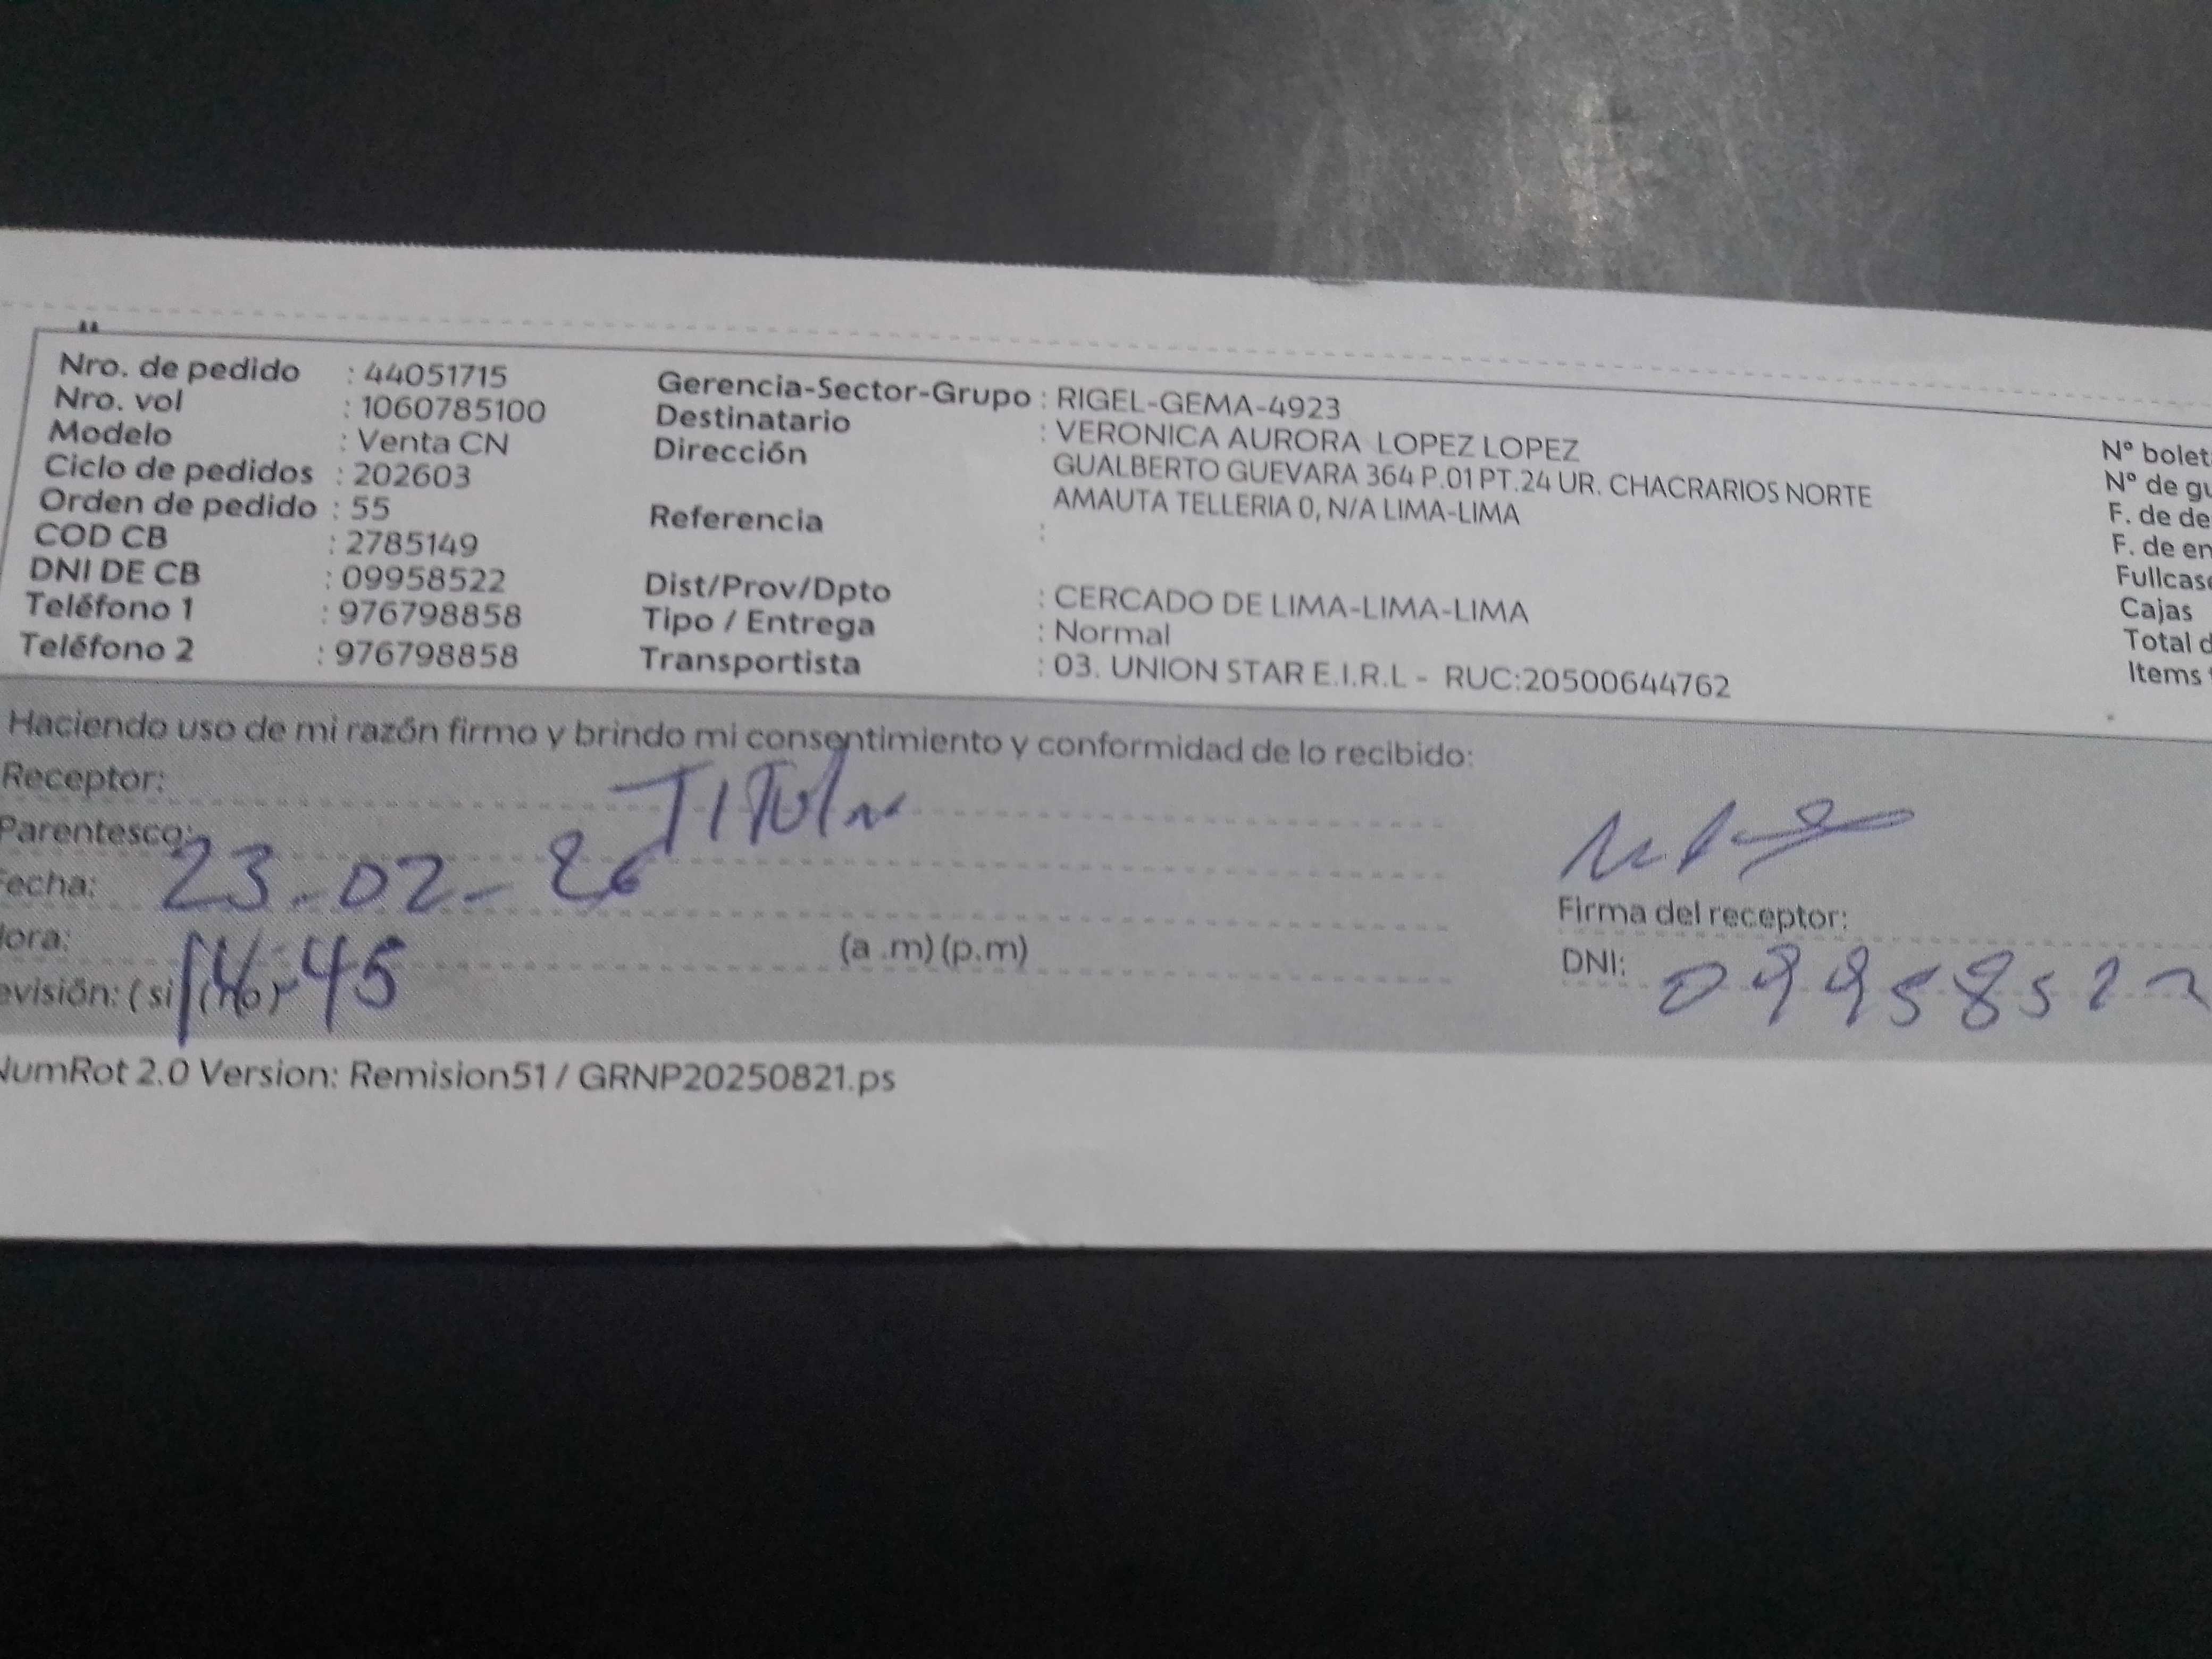 Nro. de pedido : 44051715
Nro. vol : 1060785100
Modelo : Venta CN
Ciclo de pedidos : 202603
Orden de pedido : 55
COD CB : 2785149
DNI DE CB : 09958522
Teléfono 1 : 976798858
Teléfono 2 : 976798858
Gerencia-Sector-Grupo : RIGEL-GEMA-4923
Destinatario : VERONICA AURORA LOPEZ LOPEZ
Dirección GUALBERTO GUEVARA 364 P.01 PT.24 UR. CHACRARIOS NORTE
AMAUTA TELLERIA 0, N/A LIMA-LIMA
Referencia :
Dist/Prov/Dpto : CERCADO DE LIMA-LIMA-LIMA
Tipo / Entrega : Normal
Transportista : 03. UNION STAR E.I.R.L - RUC:20500644762
N° bolet
N° de gu
F. de de
F. de en
Fullcas
Cajas
Total d
Items
Haciendo uso de mi razón firmo y brindo mi consentimiento y conformidad de lo recibido:
Receptor:
Parentesco: TITular
Fecha: 23-02-26
Hora: 14:45 (a .m) (p.m)
evisión: ( si ) (no)
Firma del receptor:
DNI: 09958522
NumRot 2.0 Version: Remision51 / GRNP20250821.ps